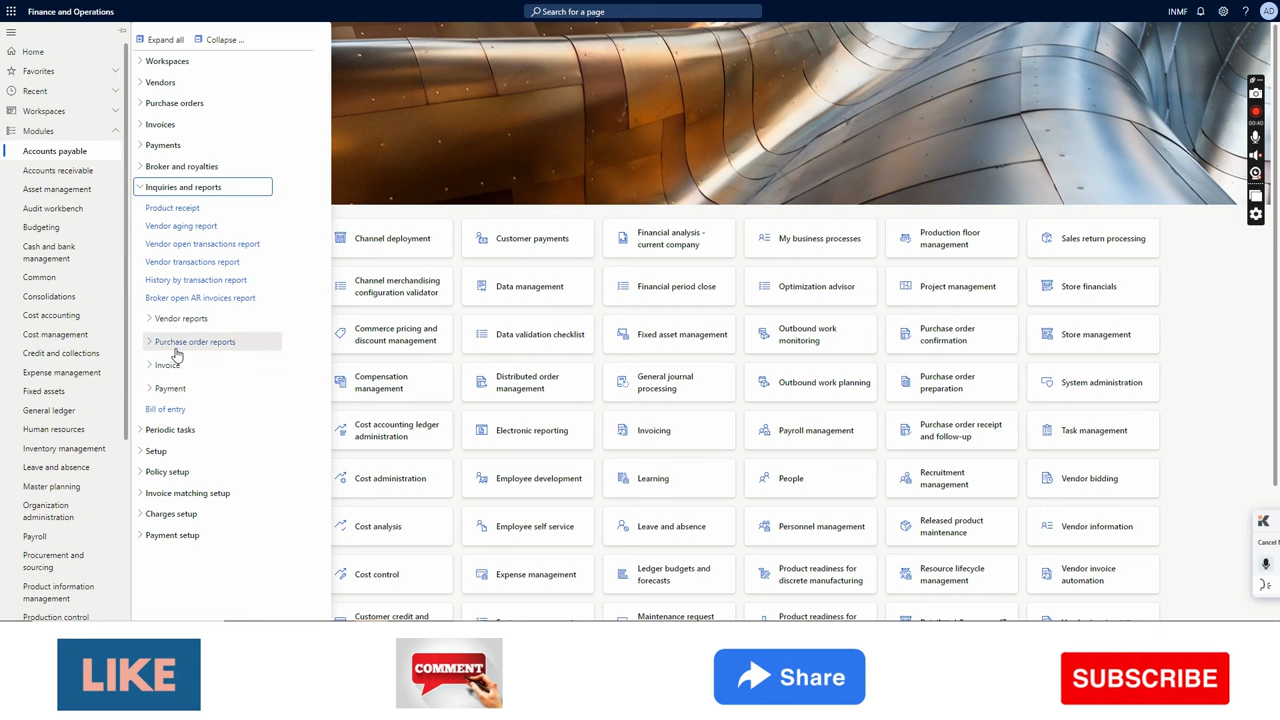 Finance and Operations
Search for a page
INMF
AD
Home
Favorites
Recent
Workspaces
Modules
Accounts payable
Accounts receivable
Asset management
Audit workbench
Budgeting
Cash and bank
management
Common
Consolidations
Cost accounting
Cost management
Credit and collections
Expense management
Fixed assets
General ledger
Human resources
Inventory management
Leave and absence
Master planning
Organization
administration
Payroll
Procurement and
sourcing
Product information
management
Production control
Expand all
Collapse ...
Workspaces
Vendors
Purchase orders
Invoices
Payments
Broker and royalties
Inquiries and reports
Product receipt
Vendor aging report
Vendor open transactions report
Vendor transactions report
History by transaction report
Broker open AR invoices report
Vendor reports
Purchase order reports
Invoice
Payment
Bill of entry
Periodic tasks
Setup
Policy setup
Invoice matching setup
Charges setup
Payment setup
Channel deployment
Customer payments
Financial analysis -
current company
My business processes
Production floor
management
Sales return processing
Channel merchandising
configuration validator
Data management
Financial period close
Optimization advisor
Project management
Store financials
Commerce pricing and
discount management
Data validation checklist
Fixed asset management
Outbound work
monitoring
Purchase order
confirmation
Store management
Compensation
management
Distributed order
management
General journal
processing
Outbound work planning
Purchase order
preparation
System administration
Cost accounting ledger
administration
Electronic reporting
Invoicing
Payroll management
Purchase order receipt
and follow-up
Task management
Cost administration
Employee development
Learning
People
Recruitment
management
Vendor bidding
Cost analysis
Employee self service
Leave and absence
Personnel management
Released product
maintenance
Vendor information
Cost control
Expense management
Ledger budgets and
forecasts
Product readiness for
discrete manufacturing
Resource lifecycle
management
Vendor invoice
automation
Customer credit and
Maintenance request
Product readiness for
00:40
Cancel
LIKE
COMMENT
Share
SUBSCRIBE